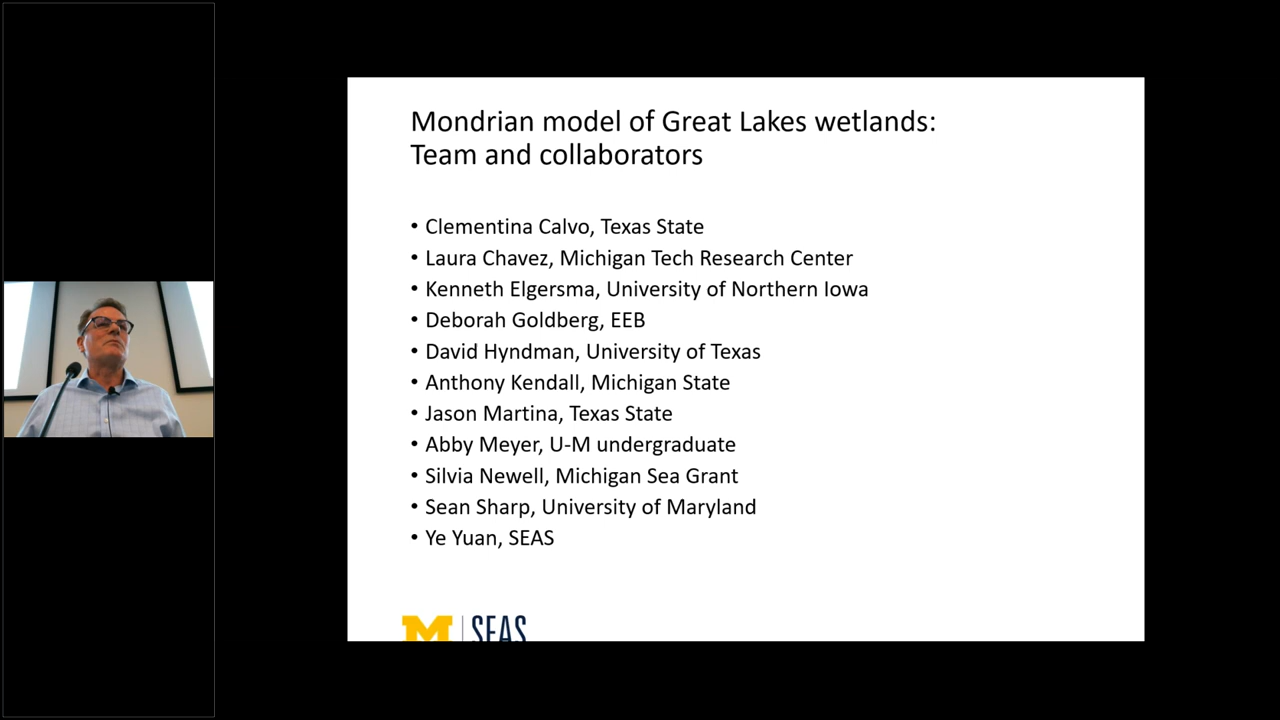 Mondrian model of Great Lakes wetlands:
Team and collaborators
• Clementina Calvo, Texas State
• Laura Chavez, Michigan Tech Research Center
• Kenneth Elgersma, University of Northern Iowa
• Deborah Goldberg, EEB
• David Hyndman, University of Texas
• Anthony Kendall, Michigan State
• Jason Martina, Texas State
• Abby Meyer, U-M undergraduate
• Silvia Newell, Michigan Sea Grant
• Sean Sharp, University of Maryland
• Ye Yuan, SEAS
M | SEAS